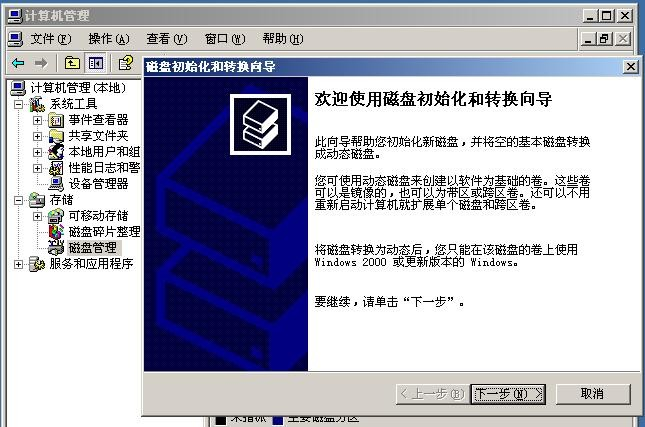 计算机管理
文件(F) 操作(A) 查看(V) 窗口(W) 帮助(H)
磁盘初始化和转换向导
计算机管理(本地)
系统工具
事件查看器
共享文件夹
本地用户和组
性能日志和警
设备管理器
存储
可移动存储
磁盘碎片整理
磁盘管理
服务和应用程序
欢迎使用磁盘初始化和转换向导
此向导帮助您初始化新磁盘，并将空的基本磁盘转换
成动态磁盘。
您可使用动态磁盘来创建以软件为基础的卷。这些卷
可以是镜像的，也可以为带区或跨区卷。还可以不用
重新启动计算机就扩展单个磁盘和跨区卷。
将磁盘转换为动态后，您只能在该磁盘的卷上使用
Windows 2000 或更新版本的 Windows。
要继续，请单击“下一步”。
< 上一步(B) 下一步(N) > 取消
未指派 主要磁盘分区